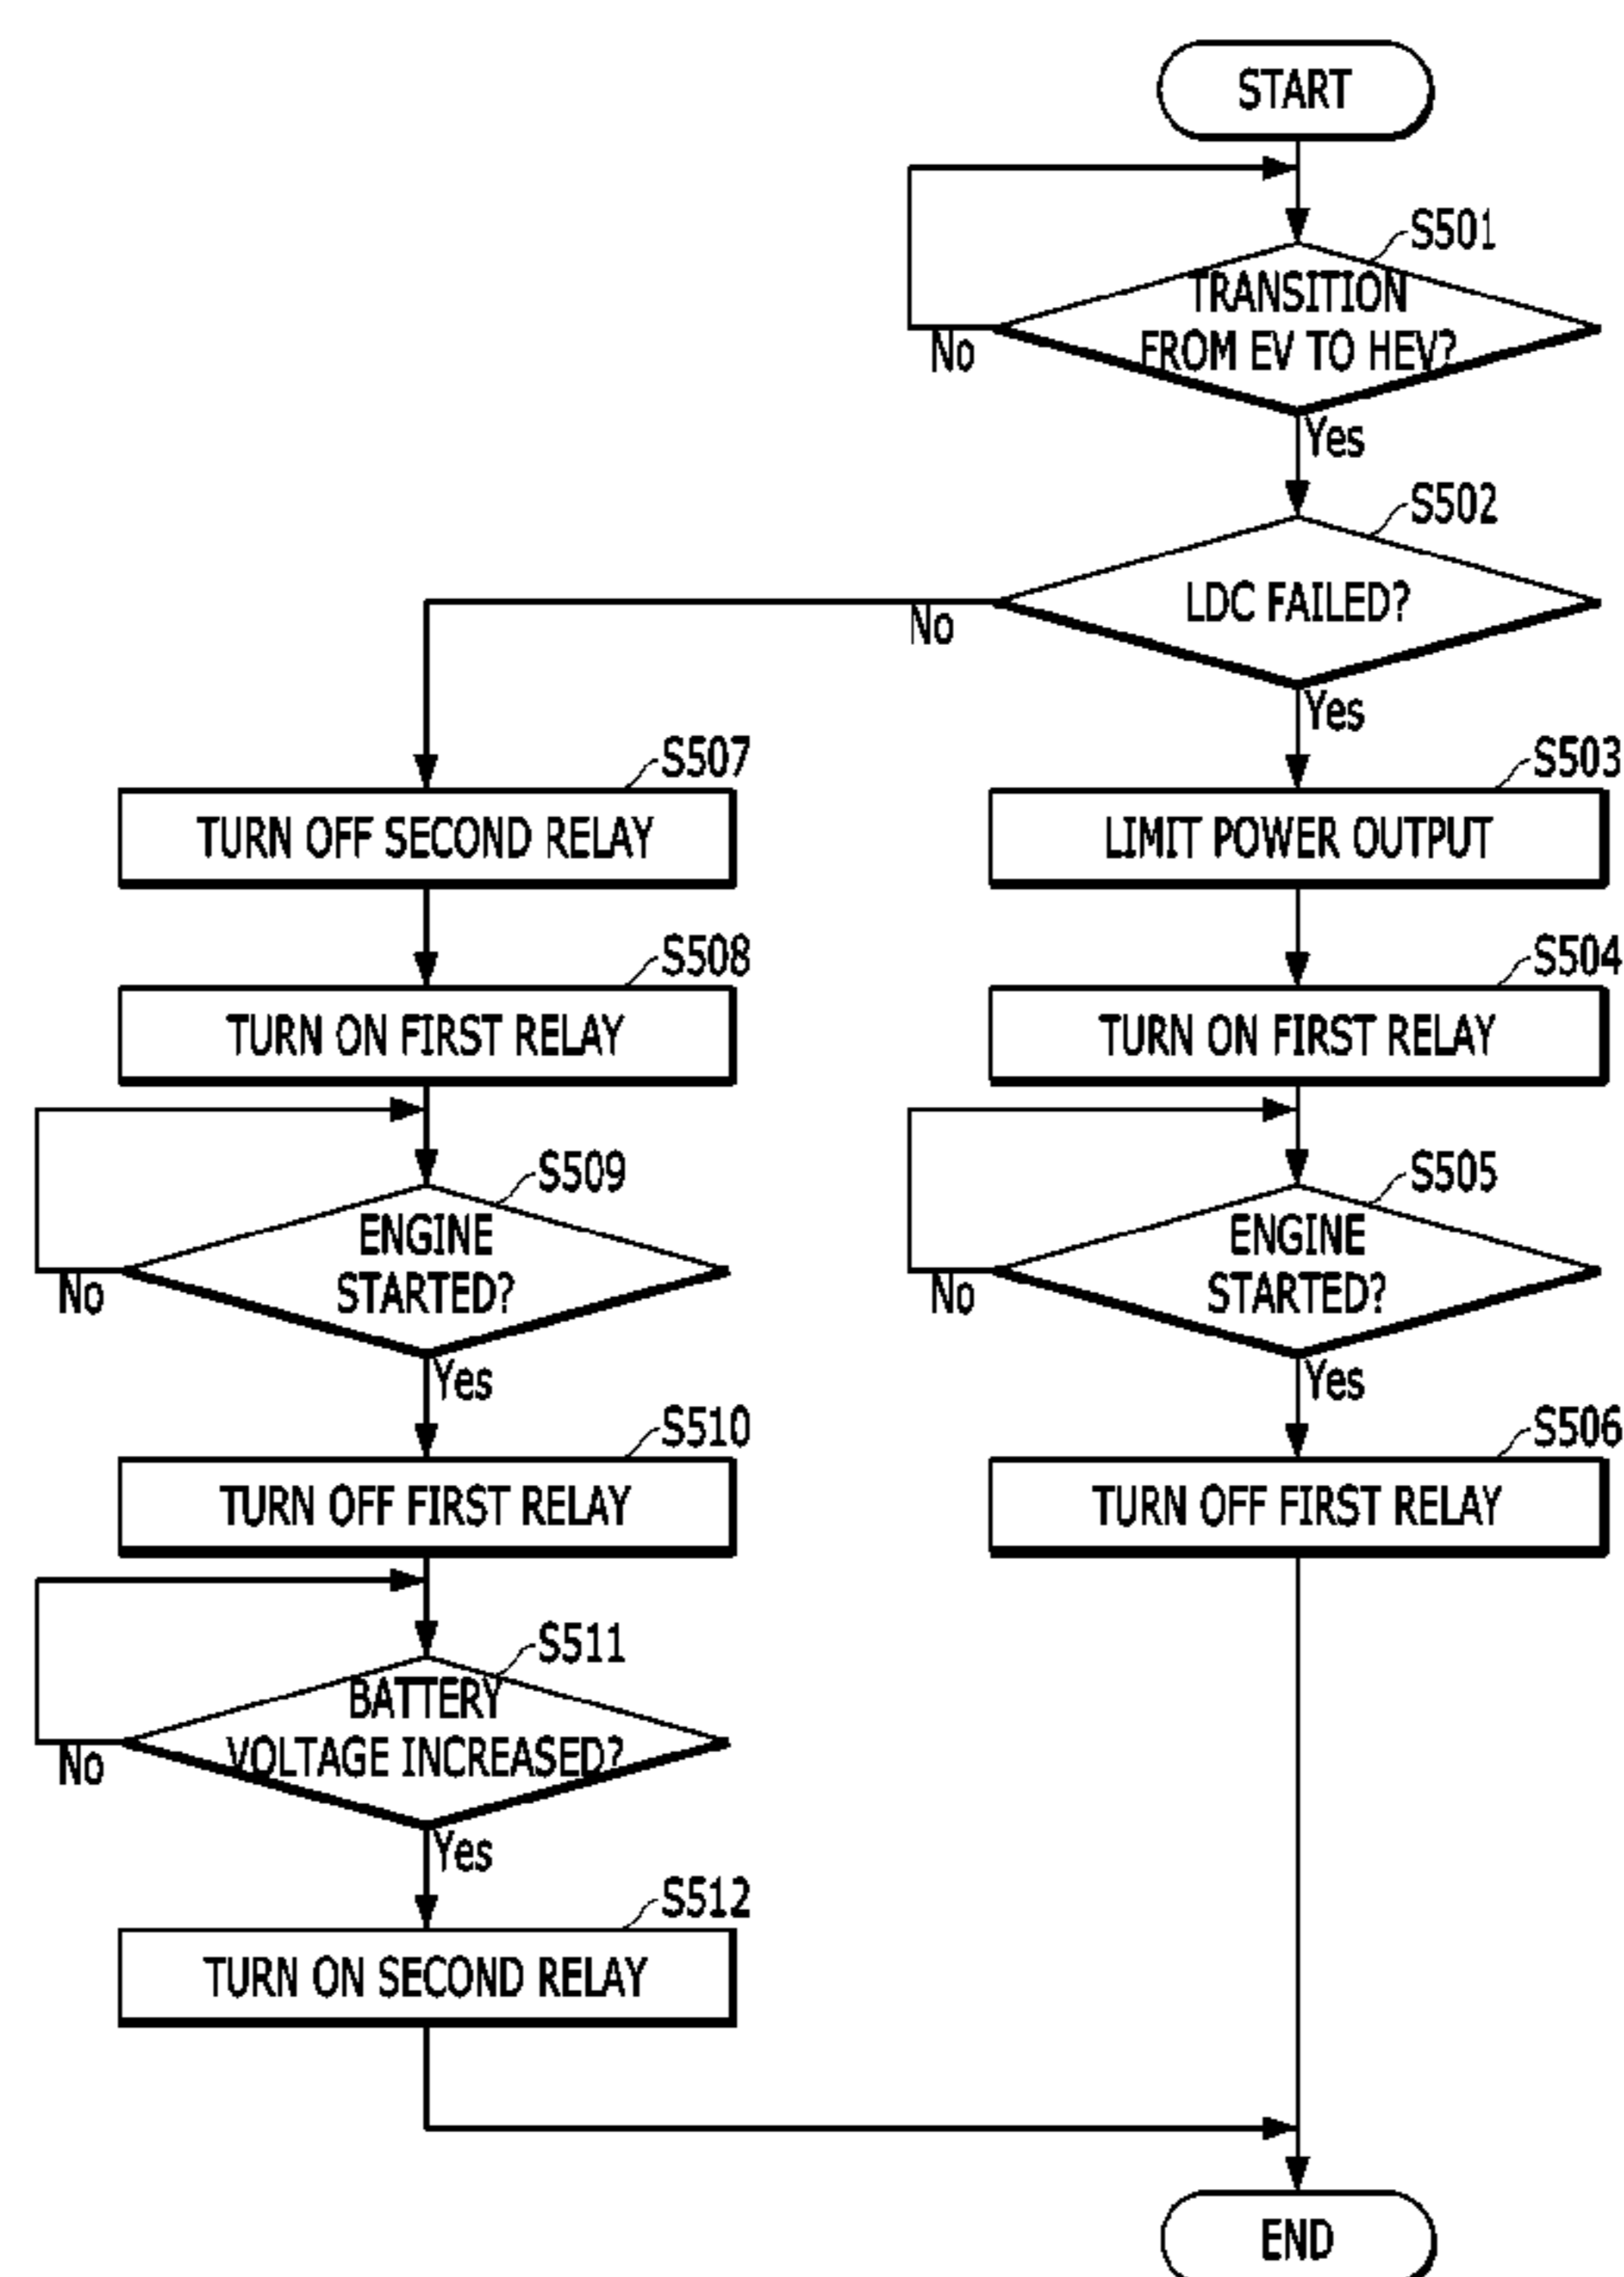 START
S501
TRANSITION
FROM EV TO HEV?
No
Yes
S502
LDC FAILED?
No
Yes
S507
TURN OFF SECOND RELAY
S503
LIMIT POWER OUTPUT
S508
TURN ON FIRST RELAY
S504
TURN ON FIRST RELAY
S509
ENGINE
STARTED?
No
Yes
S505
ENGINE
STARTED?
No
Yes
S510
TURN OFF FIRST RELAY
S506
TURN OFF FIRST RELAY
S511
BATTERY
VOLTAGE INCREASED?
No
Yes
S512
TURN ON SECOND RELAY
END